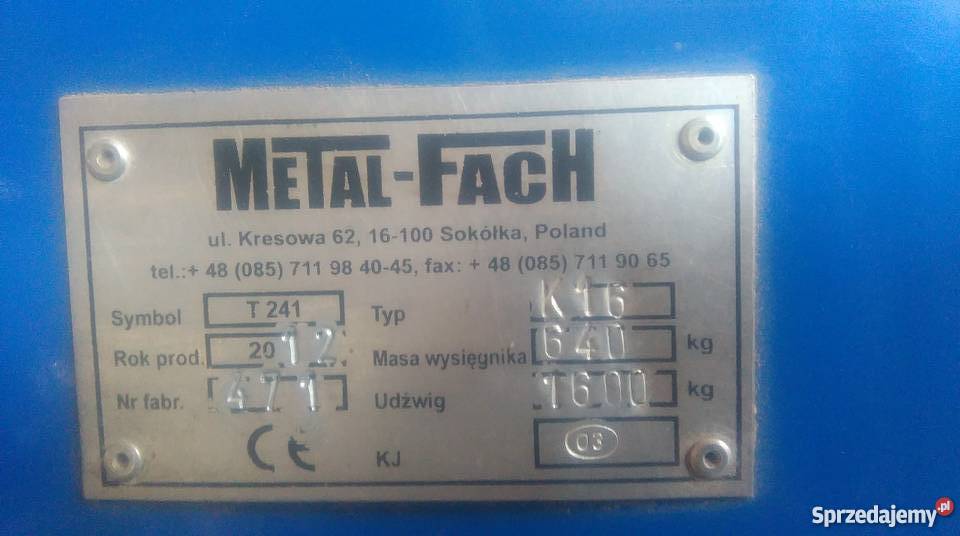 METAL-FACH
ul. Kresowa 62, 16-100 Sokółka, Poland
tel.:+ 48 (085) 711 98 40-45, fax: + 48 (085) 711 90 65
Symbol T 241 Typ K16
Rok prod. 2012 Masa wysięgnika 640 kg
Nr fabr. 471 Udźwig 1600 kg
CE KJ 03
Sprzedajemy.pl